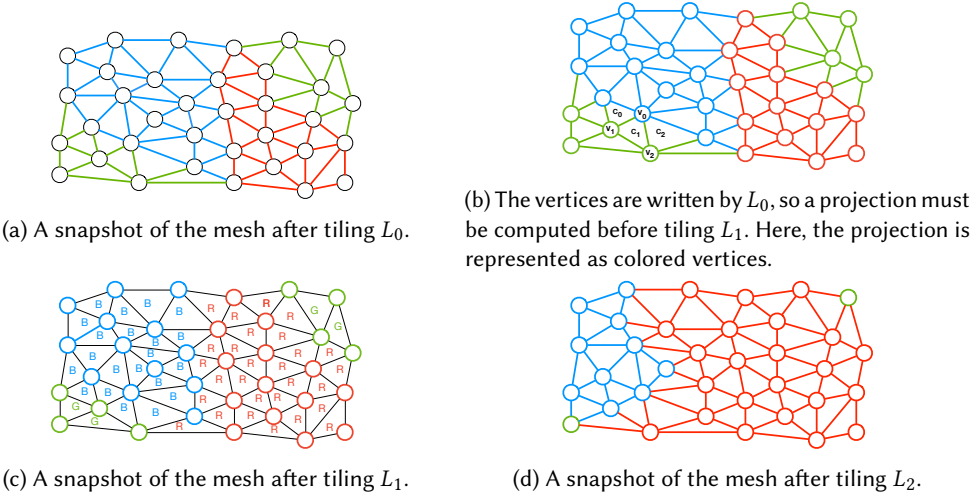 c₀ v₀
v₁ c₁ c₂
v₂
(a) A snapshot of the mesh after tiling L₀.
(b) The vertices are written by L₀, so a projection must
be computed before tiling L₁. Here, the projection is
represented as colored vertices.
B B B R G
B R R
B B R G
B B R R R R
B B R R R
B B B B R R R
B B B R R R R
G B B R R R R
G B R R R R
(c) A snapshot of the mesh after tiling L₁.
(d) A snapshot of the mesh after tiling L₂.